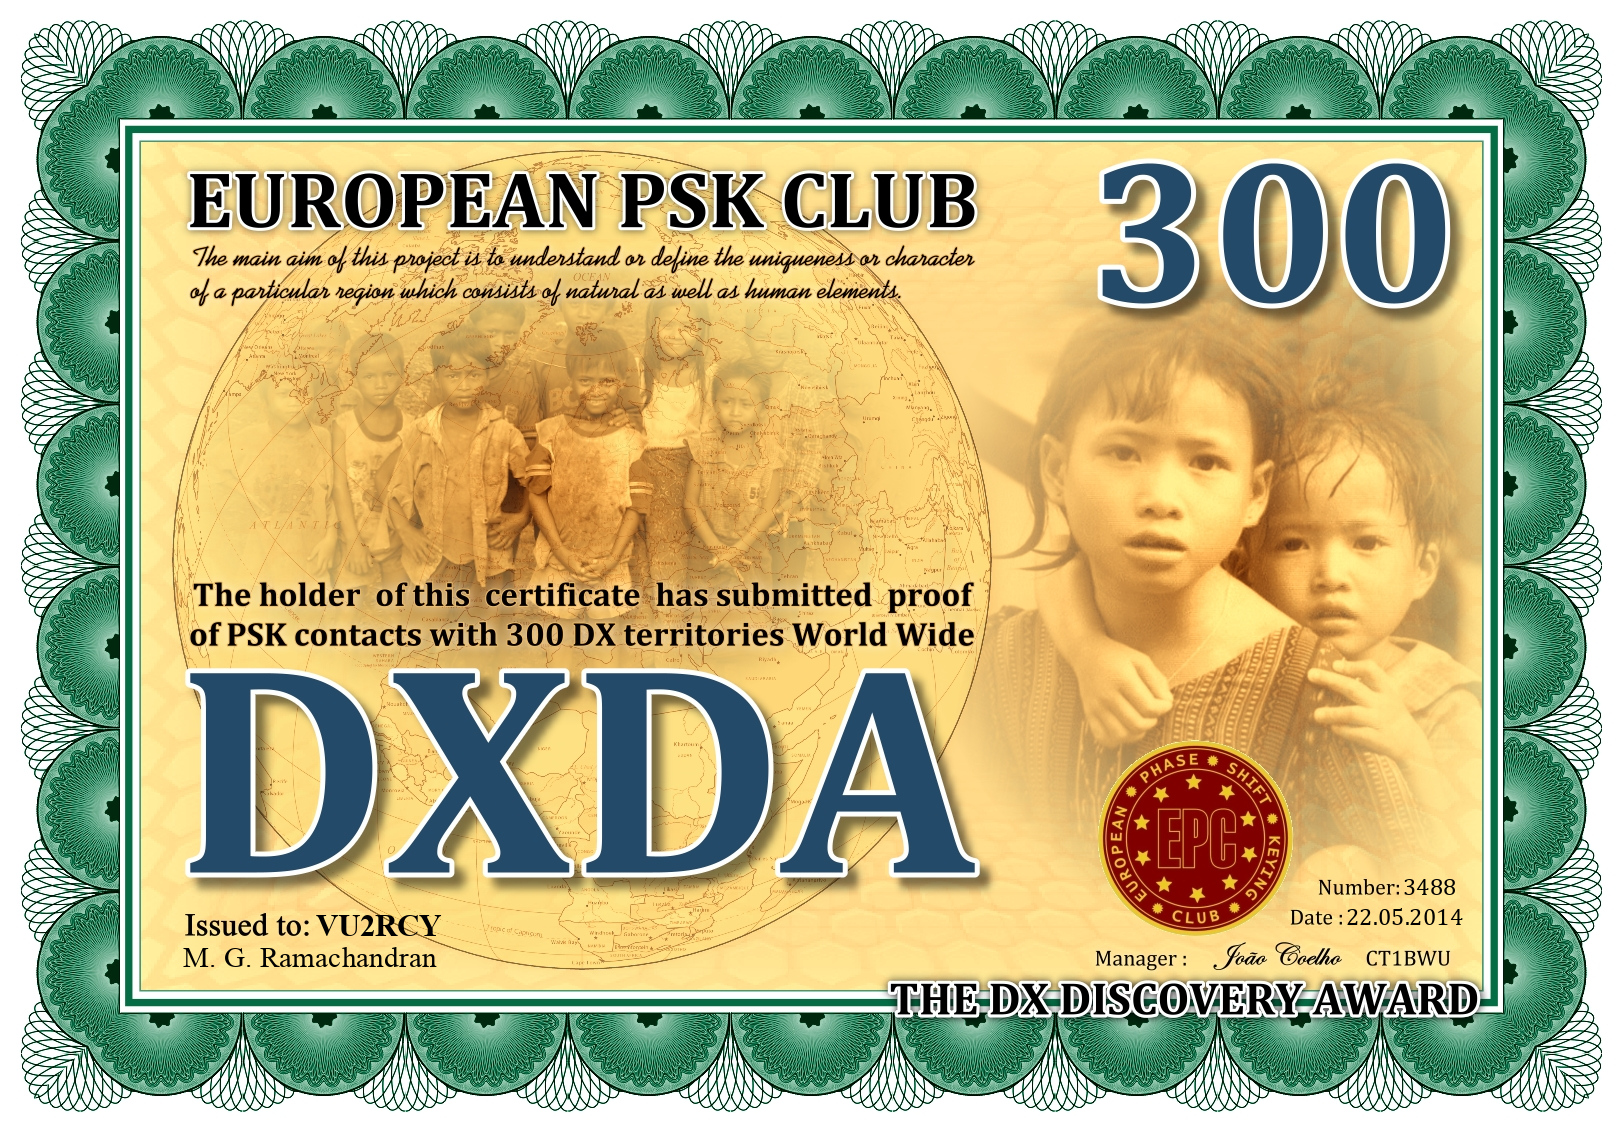 EUROPEAN PSK CLUB
300
The main aim of this project is to understand or define the uniqueness or character
of a particular region which consists of natural as well as human elements.
OCEAN
ATLANTIC
The holder of this certificate has submitted proof
of PSK contacts with 300 DX territories World Wide
DXDA
EUROPEAN PHASE SHIFT KEYING CLUB
EPC
Number: 3488
Date : 22.05.2014
Issued to: VU2RCY
M. G. Ramachandran
Manager : João Coelho CT1BWU
THE DX DISCOVERY AWARD